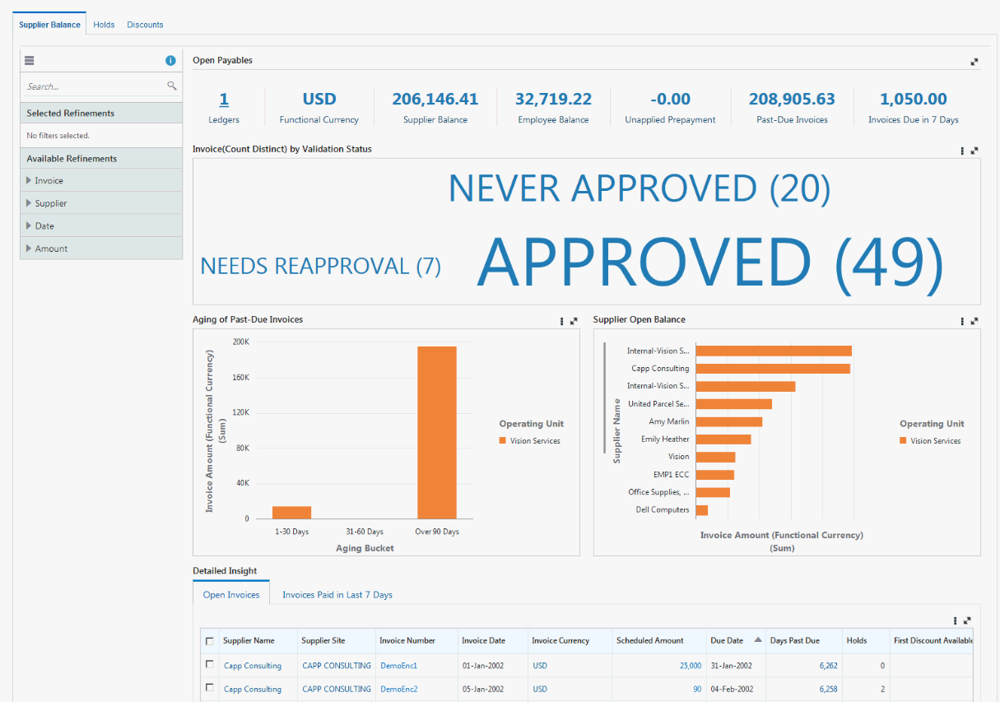 Supplier Balance Holds Discounts
Search...
Selected Refinements
No filters selected.
Available Refinements
Invoice
Supplier
Date
Amount
Open Payables
1 USD 206,146.41 32,719.22 -0.00 208,905.63 1,050.00
Ledgers Functional Currency Supplier Balance Employee Balance Unapplied Prepayment Past-Due Invoices Invoices Due in 7 Days
Invoice(Count Distinct) by Validation Status
NEVER APPROVED (20)
NEEDS REAPPROVAL (7) APPROVED (49)
Aging of Past-Due Invoices
Invoice Amount (Functional Currency)
(Sum)
200K
160K
120K
80K
40K
0
1-30 Days 31-60 Days Over 90 Days
Aging Bucket
Operating Unit
Vision Services
Supplier Open Balance
Supplier Name
Internal-Vision S...
Capp Consulting
Internal-Vision S...
United Parcel Se...
Amy Marlin
Emily Heather
Vision
EMP1 ECC
Office Supplies, ...
Dell Computers
Invoice Amount (Functional Currency)
(Sum)
Operating Unit
Vision Services
Detailed Insight
Open Invoices Invoices Paid in Last 7 Days
Supplier Name Supplier Site Invoice Number Invoice Date Invoice Currency Scheduled Amount Due Date Days Past Due Holds First Discount Available
Capp Consulting CAPP CONSULTING DemoEnc1 01-Jan-2002 USD 25,000 31-Jan-2002 6,262 0
Capp Consulting CAPP CONSULTING DemoEnc2 05-Jan-2002 USD 90 04-Feb-2002 6,258 2